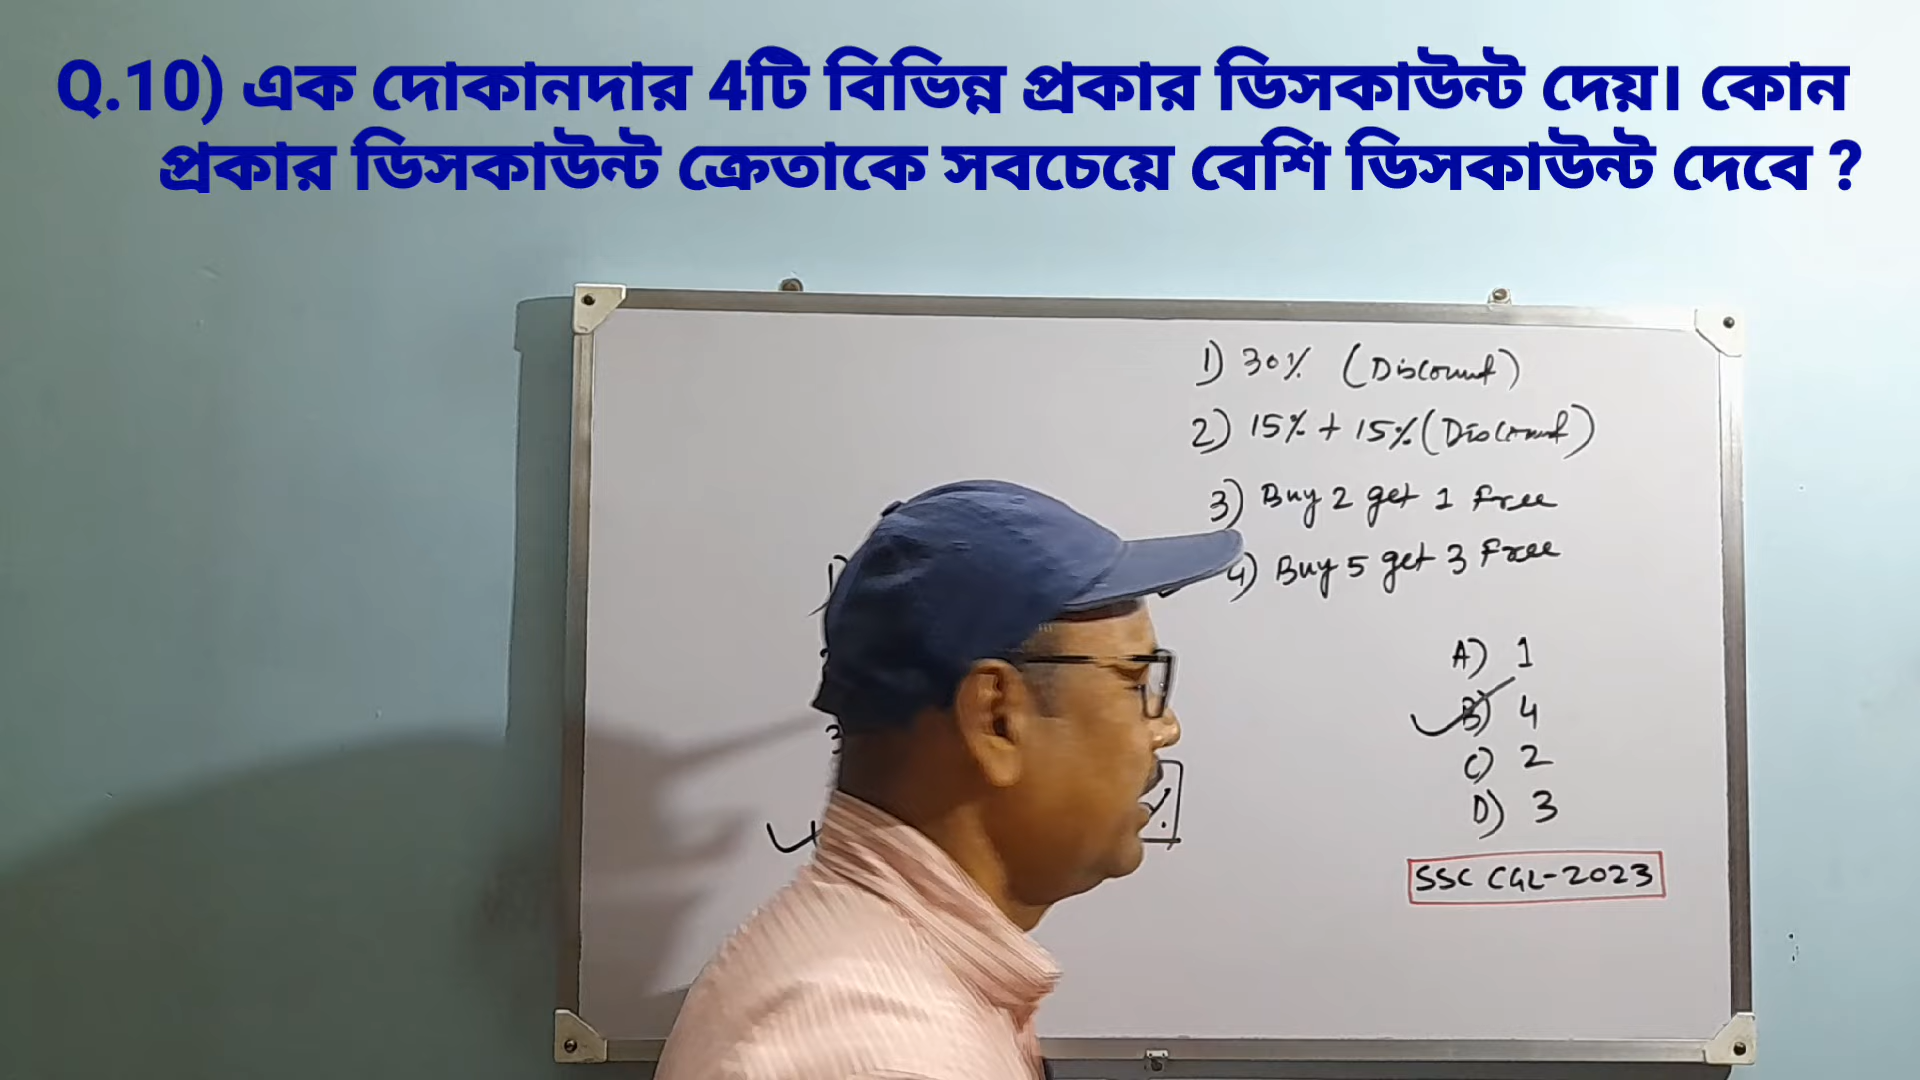 Q.10) এক দোকানদার 4টি বিভিন্ন প্রকার ডিসকাউন্ট দেয়। কোন
প্রকার ডিসকাউন্ট ক্রেতাকে সবচেয়ে বেশি ডিসকাউন্ট দেবে ?
1) 30% (Discount)
2) 15% + 15% (Discount)
3) Buy 2 get 1 Free
4) Buy 5 get 3 Free
1)
3
%
A) 1
B) 4
C) 2
D) 3
SSC CGL-2023